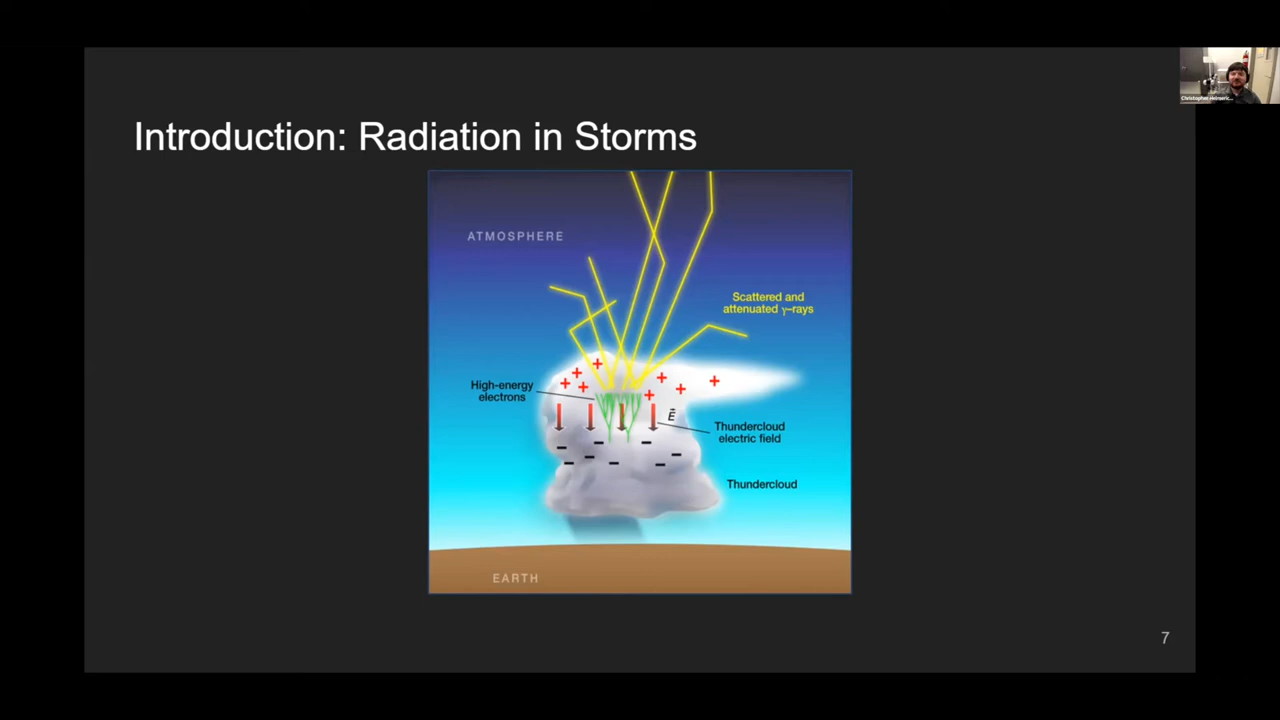 Introduction: Radiation in Storms
ATMOSPHERE
Scattered and
attenuated γ–rays
High-energy
electrons
E⃗
Thundercloud
electric field
Thundercloud
EARTH
7